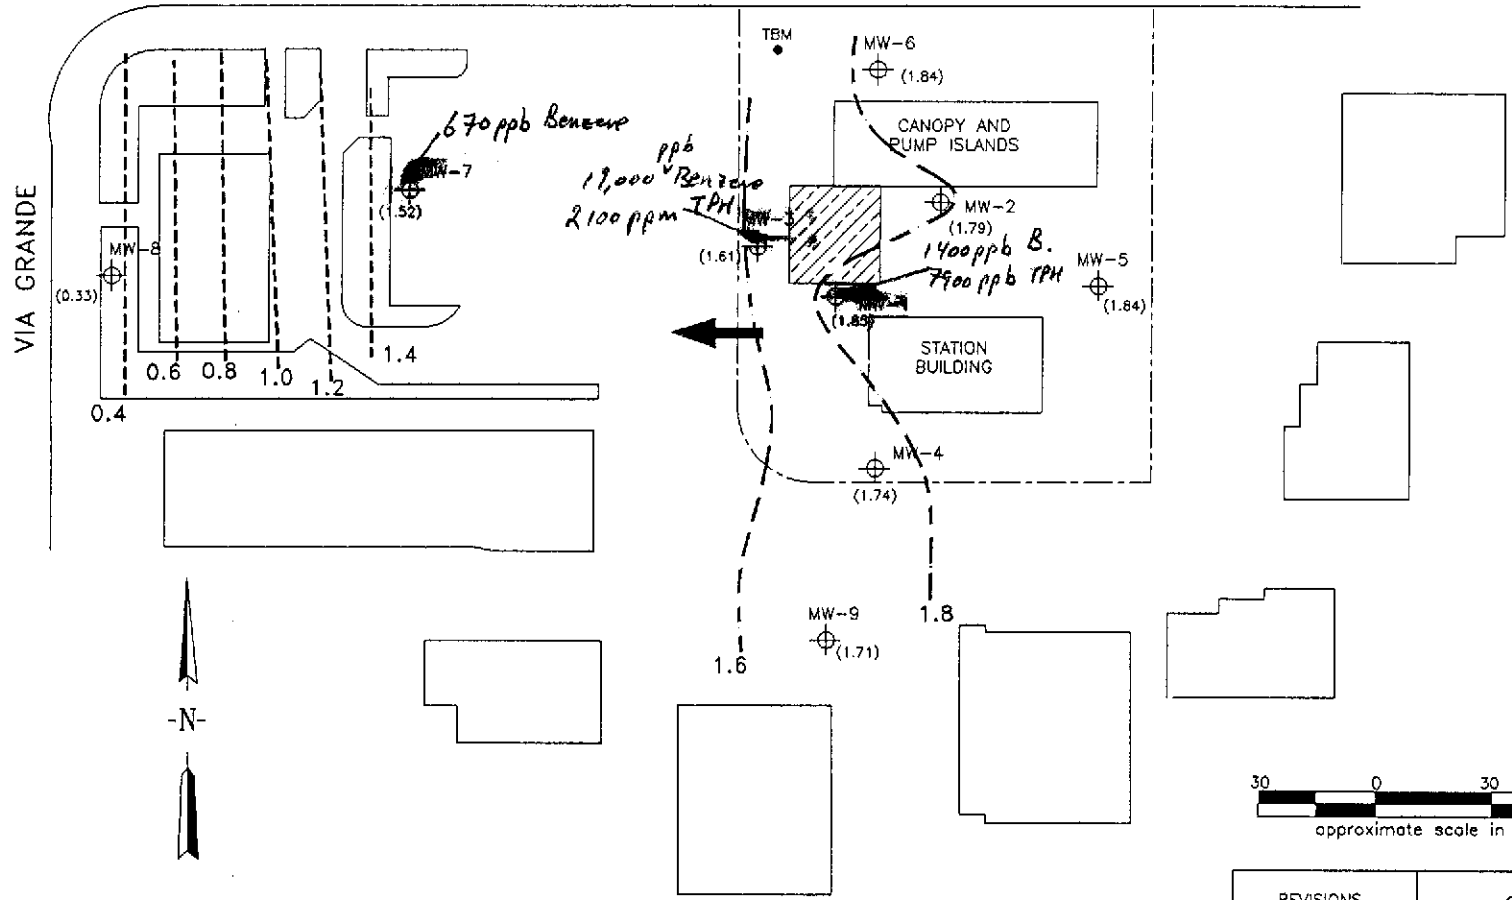 TBM
MW-6
(1.84)
CANOPY AND
PUMP ISLANDS
670 ppb Benzene
MW-7
(1.52)
ppb
19,000 Benzene
TPH
2100 ppm
MW-3
(1.61)
MW-2
(1.79)
1400 ppb B.
7900 ppb TPH
MW-5
(1.84)
(1.85)
STATION
BUILDING
VIA GRANDE
MW-8
(0.33)
0.4
0.6
0.8
1.0
1.2
1.4
MW-4
(1.74)
MW-9
(1.71)
1.6
1.8
-N-
30
0
30
approximate scale in
REVISIONS